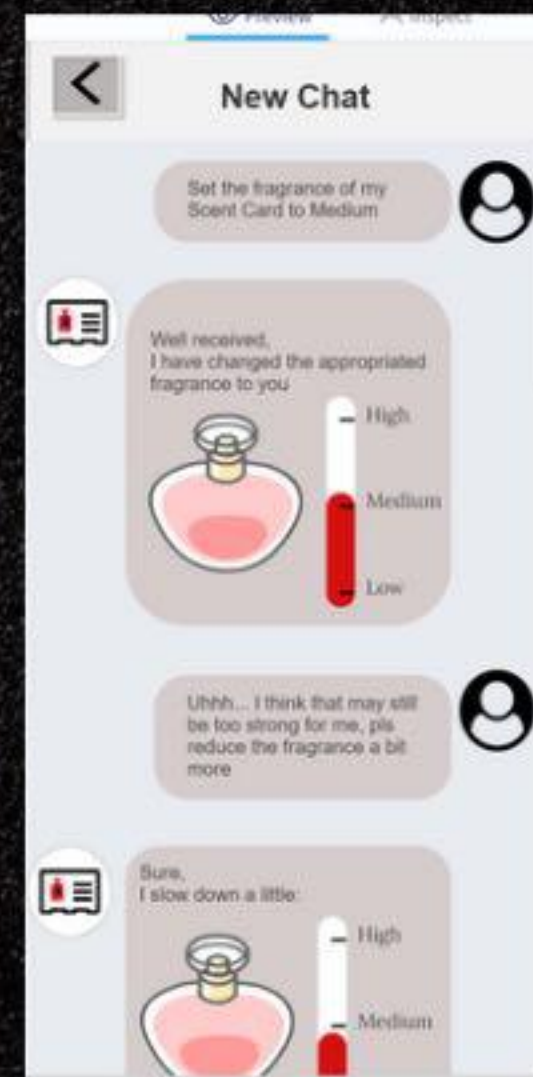 Preview
Inspect
New Chat
Set the fragrance of my
Scent Card to Medium
Well received,
I have changed the appropriated
fragrance to you
High
Medium
Low
Uhhh... I think that may still
be too strong for me, pls
reduce the fragrance a bit
more
Sure,
I slow down a little:
High
Medium